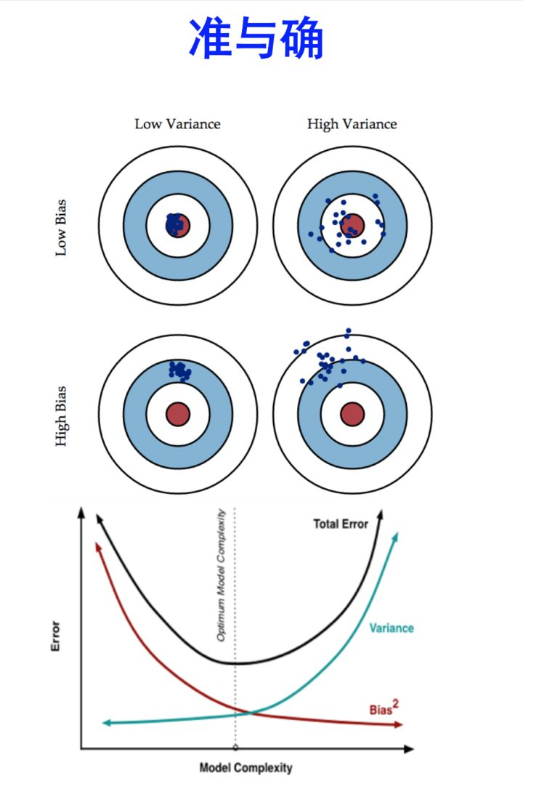 准与确
Low Variance
High Variance
Low Bias
High Bias
Total Error
Optimum Model Complexity
Error
Variance
Bias²
Model Complexity